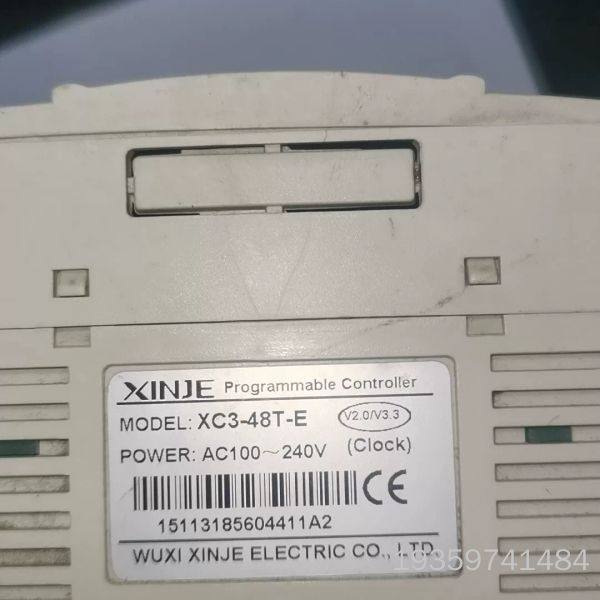 XINJE Programmable Controller
MODEL: XC3-48T-E V2.0/V3.3
POWER: AC100～240V (Clock)
CE
15113185604411A2
WUXI XINJE ELECTRIC CO., LTD
19359741484